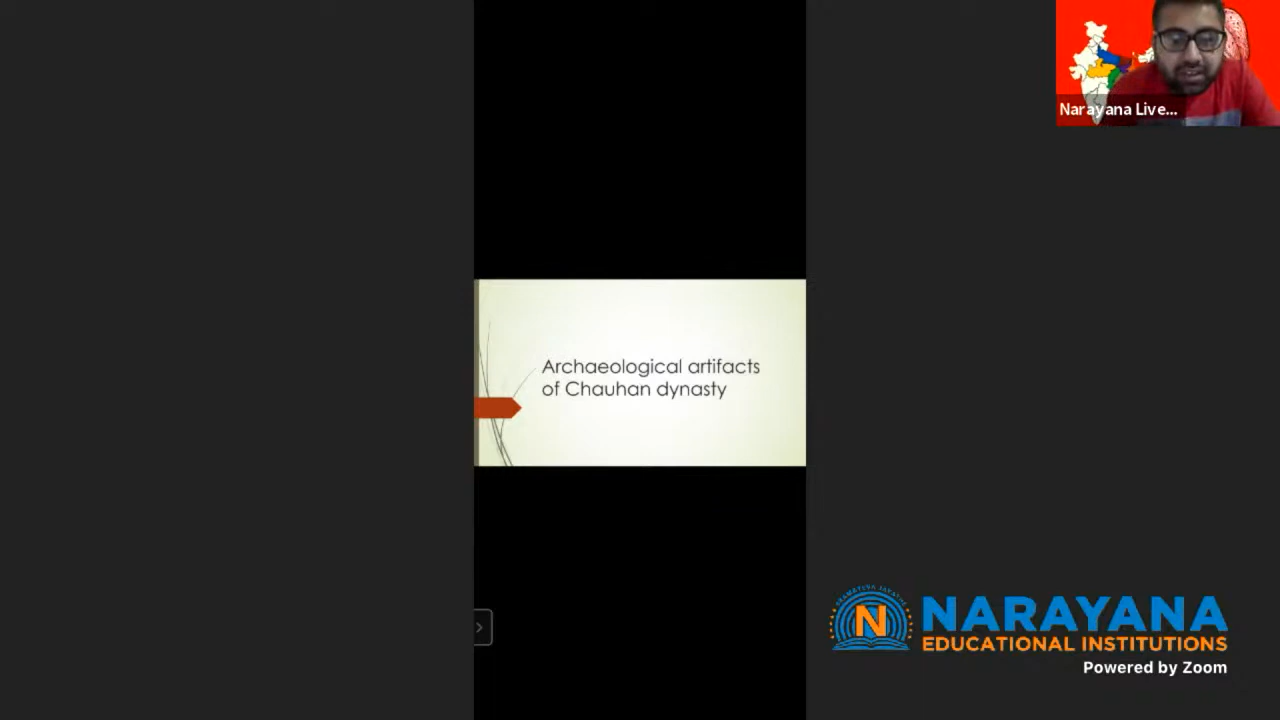 Narayana Live...
Archaeological artifacts
of Chauhan dynasty
N
NARAYANA
EDUCATIONAL INSTITUTIONS
Powered by Zoom